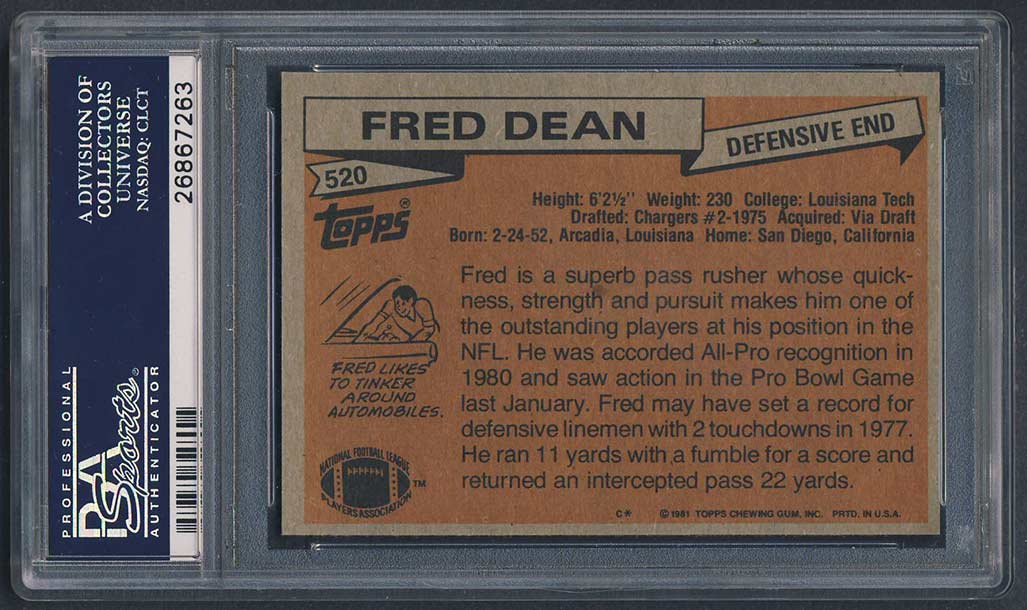 A DIVISION OF
COLLECTORS
UNIVERSE
NASDAQ: CLCT
26867263
PROFESSIONAL
PSA
Sports®
AUTHENTICATOR
FRED DEAN
DEFENSIVE END
520
topps®
Height: 6'2½'' Weight: 230 College: Louisiana Tech
Drafted: Chargers #2-1975 Acquired: Via Draft
Born: 2-24-52, Arcadia, Louisiana Home: San Diego, California
Fred is a superb pass rusher whose quick-
ness, strength and pursuit makes him one of
the outstanding players at his position in the
NFL. He was accorded All-Pro recognition in
1980 and saw action in the Pro Bowl Game
last January. Fred may have set a record for
defensive linemen with 2 touchdowns in 1977.
He ran 11 yards with a fumble for a score and
returned an intercepted pass 22 yards.
FRED LIKES
TO TINKER
AROUND
AUTOMOBILES.
NATIONAL FOOTBALL LEAGUE
PLAYERS ASSOCIATION
™
C* © 1981 TOPPS CHEWING GUM, INC. PRTD. IN U.S.A.